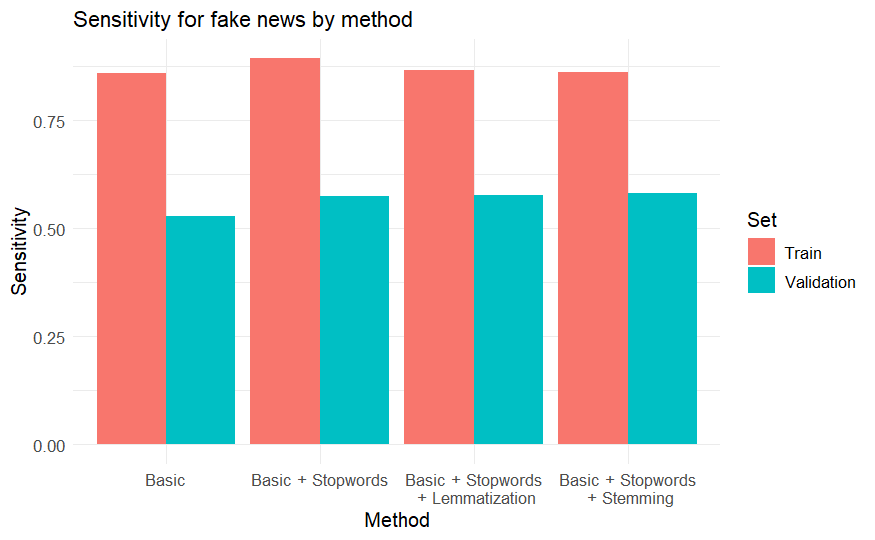 Sensitivity for fake news by method
Sensitivity
0.75
0.50
0.25
0.00
Basic
Basic + Stopwords
Basic + Stopwords
+ Lemmatization
Basic + Stopwords
+ Stemming
Method
Set
Train
Validation